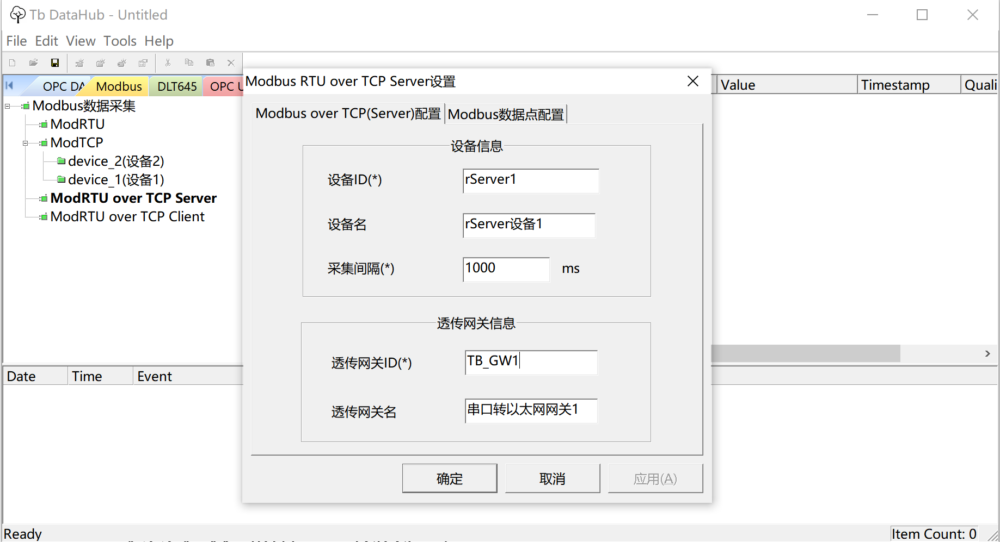 Tb DataHub - Untitled
File Edit View Tools Help
OPC DA Modbus DLT645 OPC U
Modbus RTU over TCP Server设置
Value Timestamp Quali
Modbus数据采集
ModRTU
ModTCP
device_2(设备2)
device_1(设备1)
ModRTU over TCP Server
ModRTU over TCP Client
Modbus over TCP(Server)配置 Modbus数据点配置
设备信息
设备ID(*) rServer1
设备名 rServer设备1
采集间隔(*) 1000 ms
透传网关信息
透传网关ID(*) TB_GW1
透传网关名 串口转以太网网关1
确定 取消 应用(A)
Date Time Event
Ready Item Count: 0